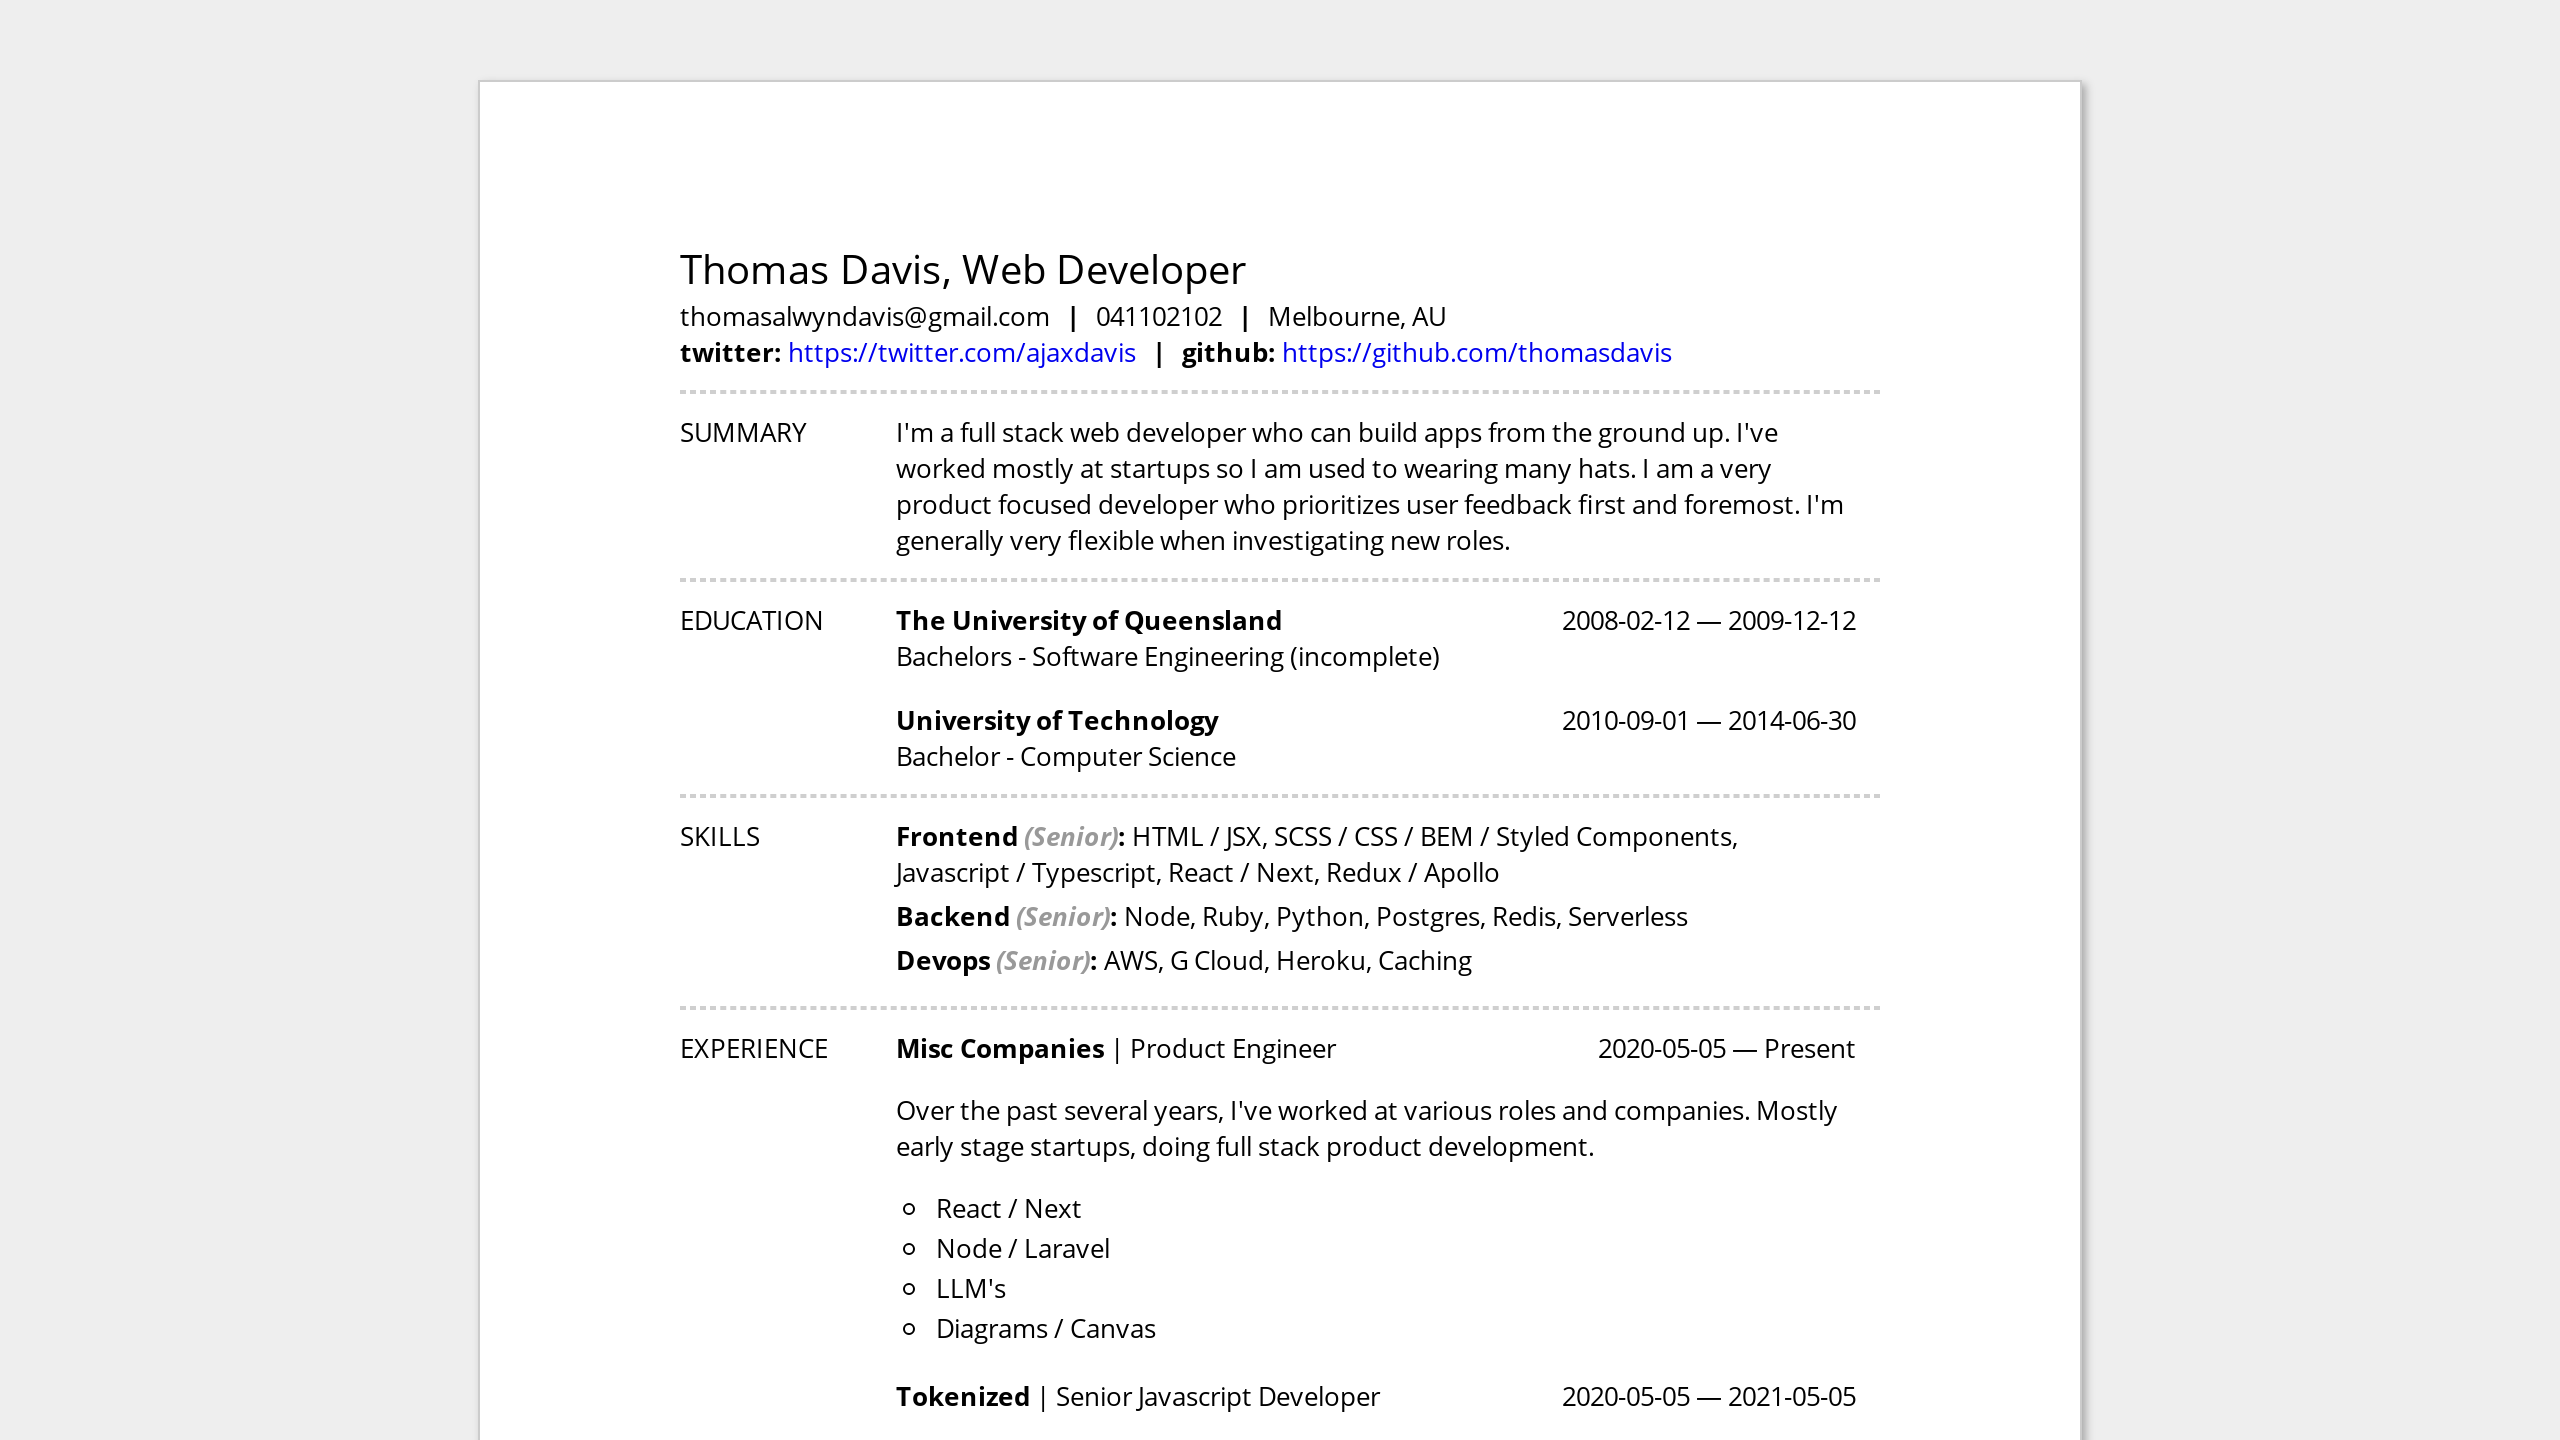 Thomas Davis, Web Developer
thomasalwyndavis@gmail.com | 041102102 | Melbourne, AU
twitter: https://twitter.com/ajaxdavis | github: https://github.com/thomasdavis
SUMMARY
I'm a full stack web developer who can build apps from the ground up. I've
worked mostly at startups so I am used to wearing many hats. I am a very
product focused developer who prioritizes user feedback first and foremost. I'm
generally very flexible when investigating new roles.
EDUCATION
The University of Queensland 2008-02-12 — 2009-12-12
Bachelors - Software Engineering (incomplete)
University of Technology 2010-09-01 — 2014-06-30
Bachelor - Computer Science
SKILLS
Frontend (Senior): HTML / JSX, SCSS / CSS / BEM / Styled Components,
Javascript / Typescript, React / Next, Redux / Apollo
Backend (Senior): Node, Ruby, Python, Postgres, Redis, Serverless
Devops (Senior): AWS, G Cloud, Heroku, Caching
EXPERIENCE
Misc Companies | Product Engineer 2020-05-05 — Present
Over the past several years, I've worked at various roles and companies. Mostly
early stage startups, doing full stack product development.
React / Next
Node / Laravel
LLM's
Diagrams / Canvas
Tokenized | Senior Javascript Developer 2020-05-05 — 2021-05-05